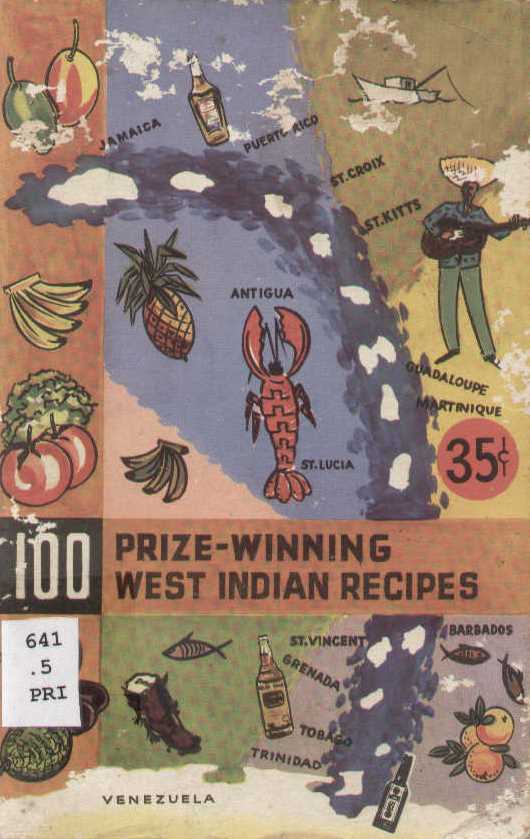 JAMAICA
PUERTO RICO
ST. CROIX
ST. KITTS
ANTIGUA
GUADALOUPE
MARTINIQUE
35¢
ST. LUCIA
100 PRIZE-WINNING
WEST INDIAN RECIPES
641
.5
PRI
ST. VINCENT
BARBADOS
GRENADA
TOBAGO
TRINIDAD
VENEZUELA